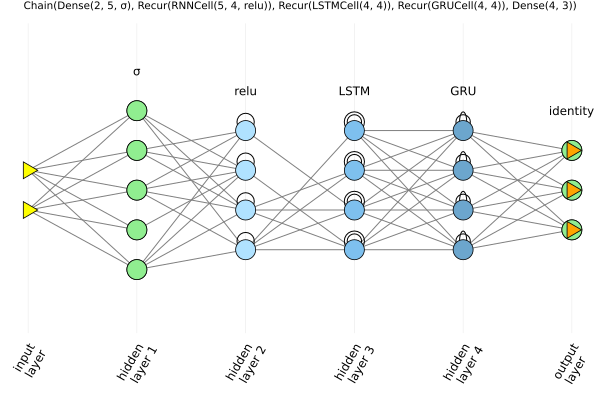 Chain(Dense(2, 5, σ), Recur(RNNCell(5, 4, relu)), Recur(LSTMCell(4, 4)), Recur(GRUCell(4, 4)), Dense(4, 3))
σ
relu
LSTM
GRU
identity
input
layer
hidden
layer 1
hidden
layer 2
hidden
layer 3
hidden
layer 4
output
layer